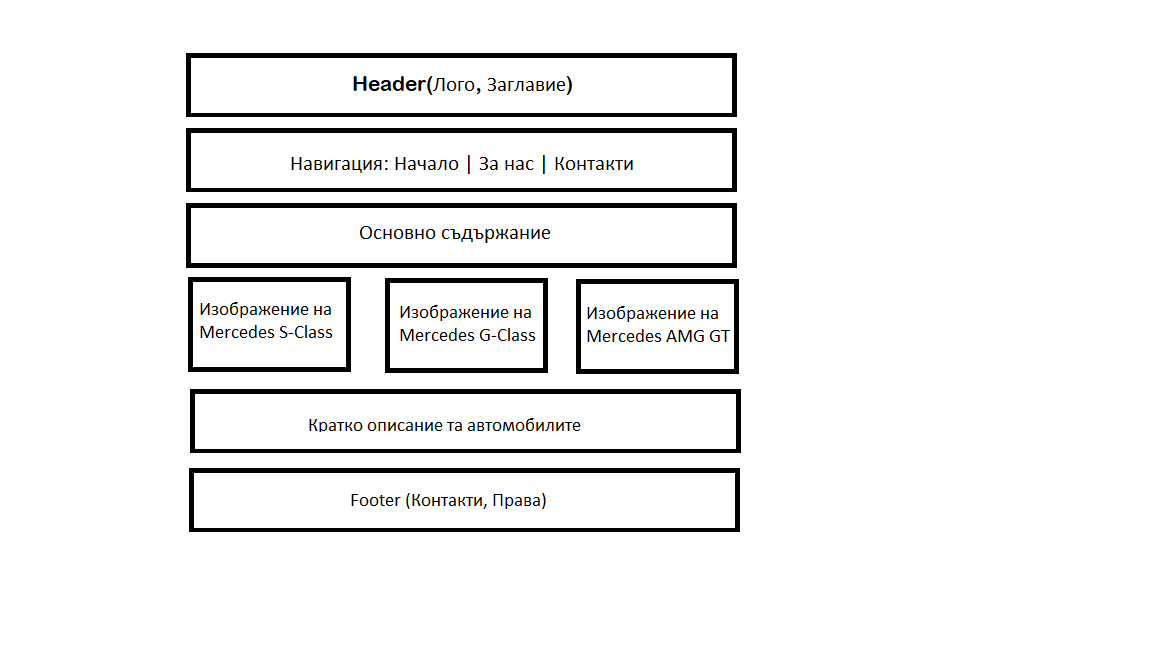 Header(Лого, Заглавие)
Навигация: Начало | За нас | Контакти
Основно съдържание
Изображение на
Mercedes S-Class
Изображение на
Mercedes G-Class
Изображение на
Mercedes AMG GT
Кратко описание та автомобилите
Footer (Контакти, Права)